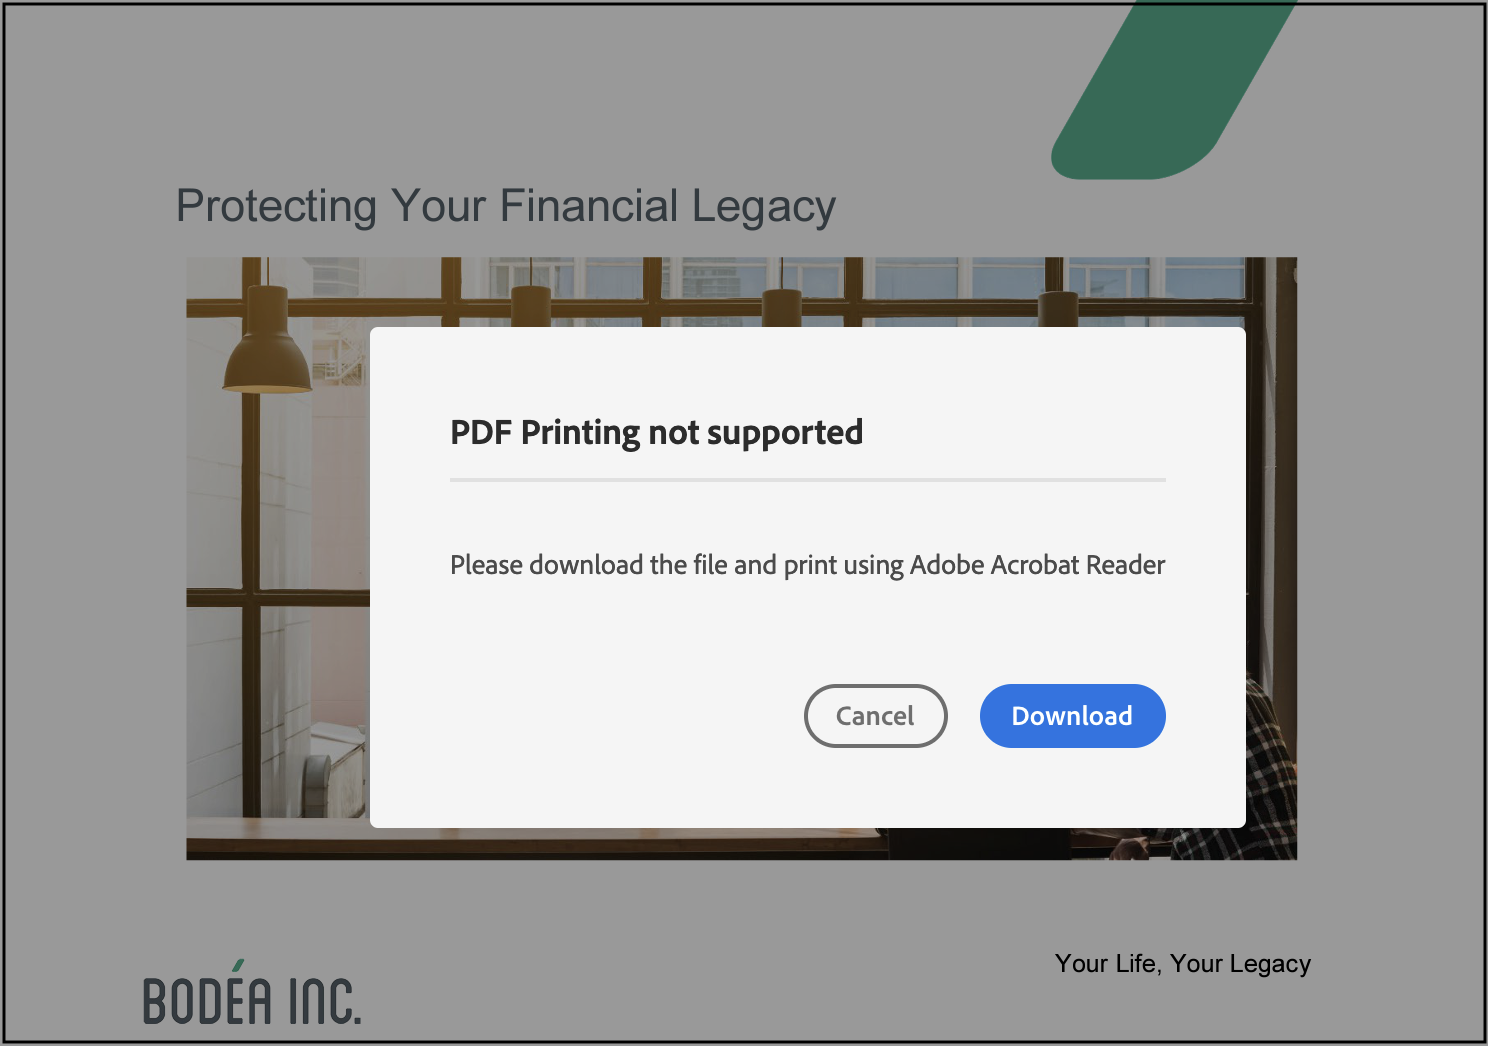 Protecting Your Financial Legacy
PDF Printing not supported
Please download the file and print using Adobe Acrobat Reader
Cancel
Download
Your Life, Your Legacy
BODÉA INC.